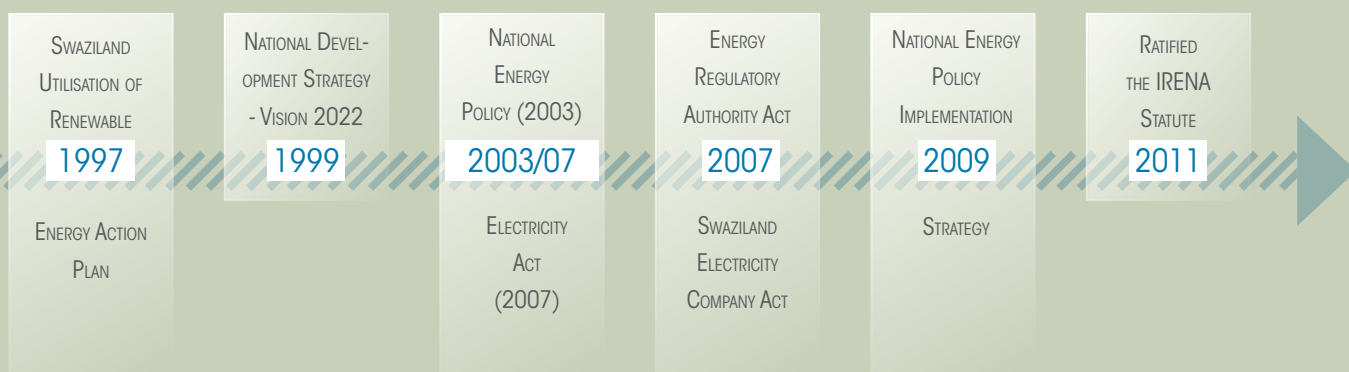 Swaziland
Utilisation of
Renewable
1997
Energy Action
Plan
National Devel-
opment Strategy
- Vision 2022
1999
National
Energy
Policy (2003)
2003/07
Electricity
Act
(2007)
Energy
Regulatory
Authority Act
2007
Swaziland
Electricity
Company Act
National Energy
Policy
Implementation
2009
Strategy
Ratified
the IRENA
Statute
2011